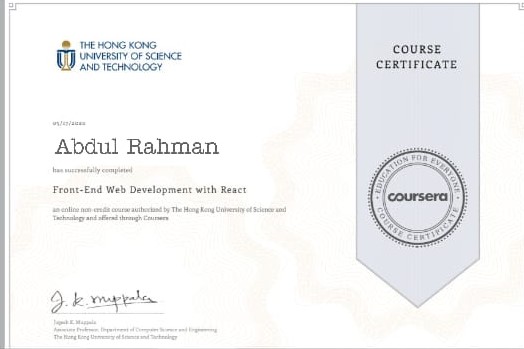 THE HONG KONG
UNIVERSITY OF SCIENCE
AND TECHNOLOGY
COURSE
CERTIFICATE
05/17/2020
Abdul Rahman
has successfully completed
Front-End Web Development with React
an online non-credit course authorized by The Hong Kong University of Science and
Technology and offered through Coursera
EDUCATION FOR EVERYONE
coursera
COURSE CERTIFICATE
J. K. Muppala
Jogesh K. Muppala
Associate Professor, Department of Computer Science and Engineering
The Hong Kong University of Science and Technology